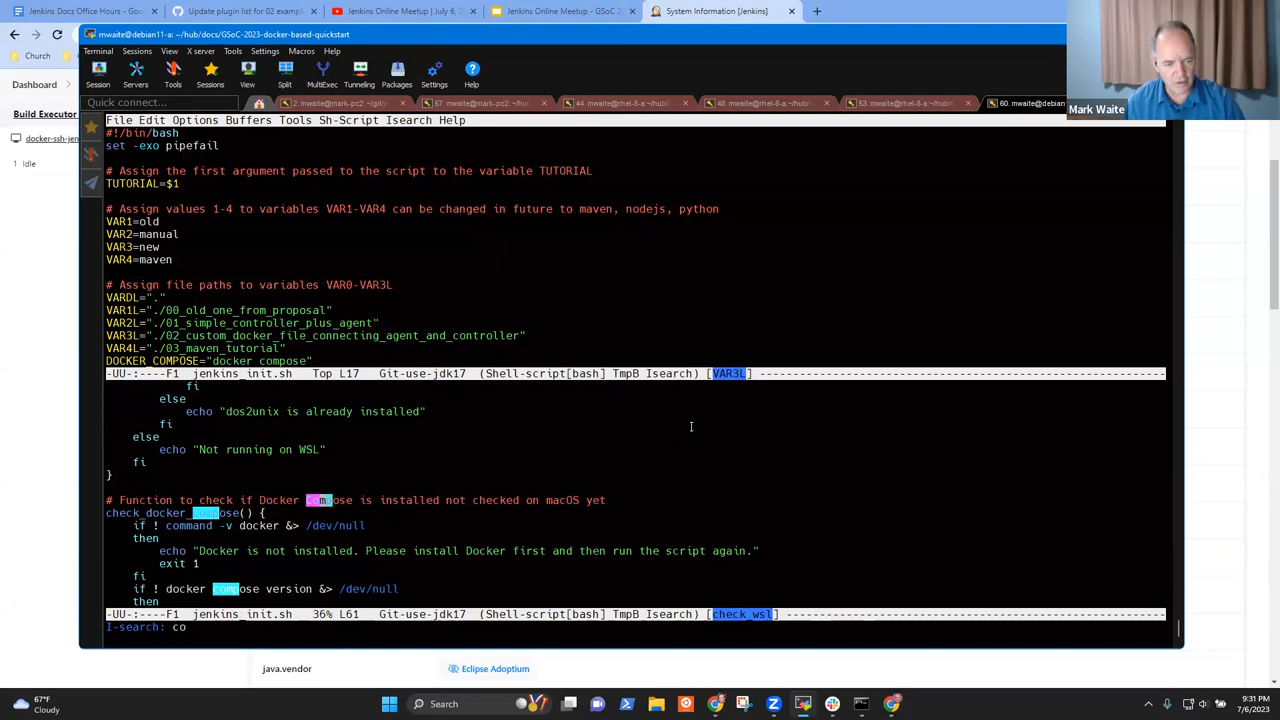 Jenkins Docs Office Hours - Goo
Update plugin list for 02 examp
Jenkins Online Meetup | July 6, 2
Jenkins Online Meetup - GSoC 2
System Information [Jenkins]
mwaite@debian11-a: ~/hub/docs/GSoC-2023-docker-based-quickstart
Church
Terminal Sessions View X server Tools Settings Macros Help
Dashboard
Session Servers Tools Sessions View Split MultiExec Tunneling Packages Settings Help
Quick connect...
2. mwaite@mark-pc2: ~/git/j
57. mwaite@mark-pc2: ~/hu
44. mwaite@rhel-8-a:~/hub/
48. mwaite@rhel-8-a:~/hub/
53. mwaite@rhel-8-a:~/hub/
60. mwaite@debian
Mark Waite
Build Executor
docker-ssh-jen
1 Idle
File Edit Options Buffers Tools Sh-Script Isearch Help
#!/bin/bash
set -exo pipefail
# Assign the first argument passed to the script to the variable TUTORIAL
TUTORIAL=$1
# Assign values 1-4 to variables VAR1-VAR4 can be changed in future to maven, nodejs, python
VAR1=old
VAR2=manual
VAR3=new
VAR4=maven
# Assign file paths to variables VAR0-VAR3L
VARDL="."
VAR1L="./00_old_one_from_proposal"
VAR2L="./01_simple_controller_plus_agent"
VAR3L="./02_custom_docker_file_connecting_agent_and_controller"
VAR4L="./03_maven_tutorial"
DOCKER_COMPOSE="docker compose"
-UU-:----F1 jenkins_init.sh Top L17 Git-use-jdk17 (Shell-script[bash] TmpB Isearch) [VAR3L] ----------------------------------------------------------------
fi
else
echo "dos2unix is already installed"
fi
else
echo "Not running on WSL"
fi
}
# Function to check if Docker Compose is installed not checked on macOS yet
check_docker_compose() {
if ! command -v docker &> /dev/null
then
echo "Docker is not installed. Please install Docker first and then run the script again."
exit 1
fi
if ! docker compose version &> /dev/null
then
-UU-:----F1 jenkins_init.sh 36% L61 Git-use-jdk17 (Shell-script[bash] TmpB Isearch) [check_wsl] ------------------------------------------------------------
I-search: co
java.vendor
Eclipse Adoptium
67°F
Cloudy
Search
9:31 PM
7/6/2023